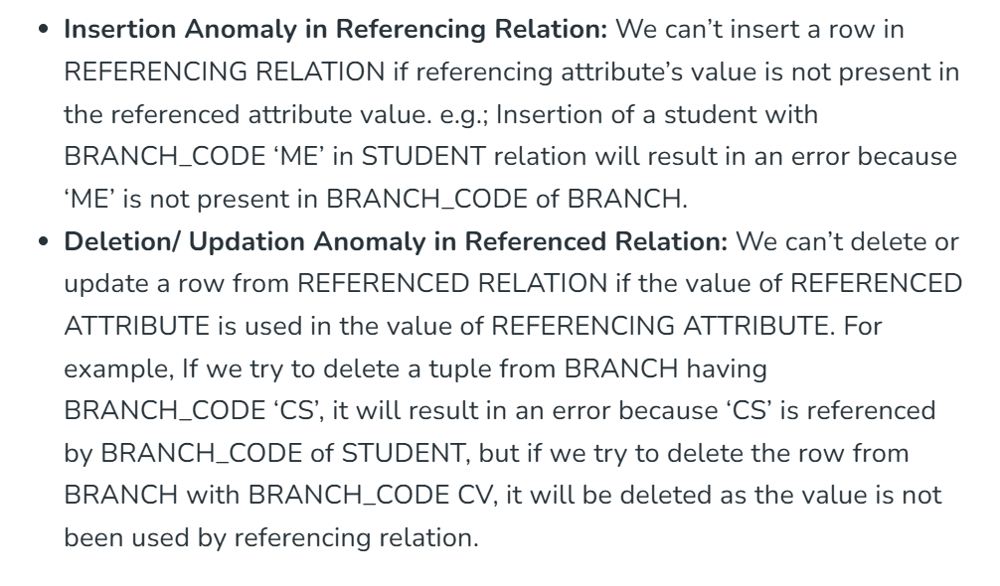 • Insertion Anomaly in Referencing Relation: We can’t insert a row in
REFERENCING RELATION if referencing attribute’s value is not present in
the referenced attribute value. e.g.; Insertion of a student with
BRANCH_CODE ‘ME’ in STUDENT relation will result in an error because
‘ME’ is not present in BRANCH_CODE of BRANCH.
• Deletion/ Updation Anomaly in Referenced Relation: We can’t delete or
update a row from REFERENCED RELATION if the value of REFERENCED
ATTRIBUTE is used in the value of REFERENCING ATTRIBUTE. For
example, If we try to delete a tuple from BRANCH having
BRANCH_CODE ‘CS’, it will result in an error because ‘CS’ is referenced
by BRANCH_CODE of STUDENT, but if we try to delete the row from
BRANCH with BRANCH_CODE CV, it will be deleted as the value is not
been used by referencing relation.